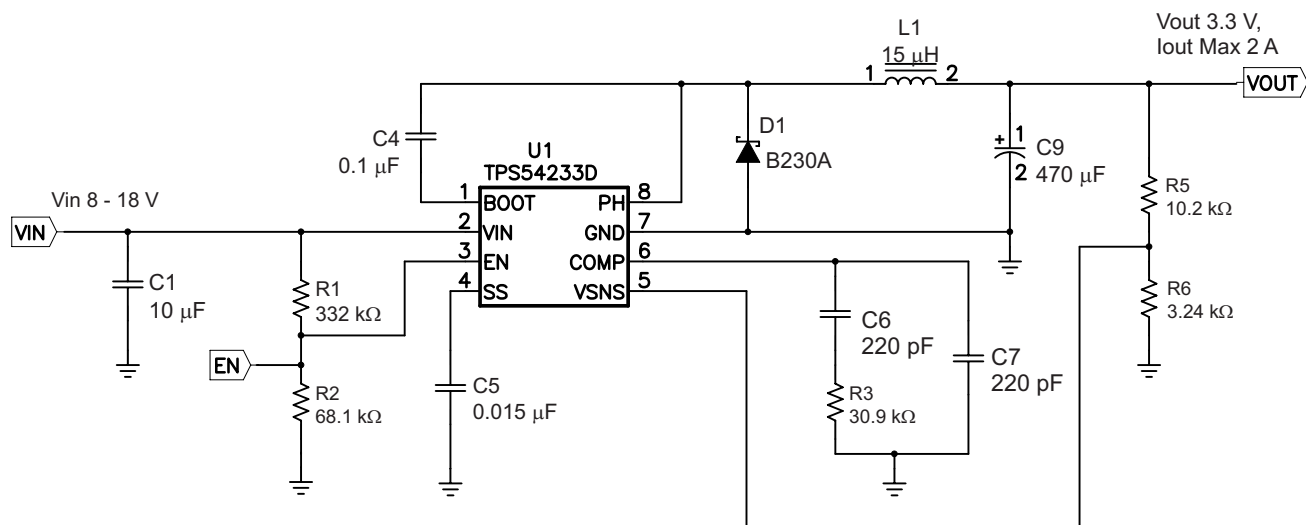 Vout 3.3 V,
Iout Max 2 A
L1
15 μH
1 2
VOUT
C4
0.1 μF
D1
B230A
1
+
2
C9
470 μF
U1
TPS54233D
R5
10.2 kΩ
Vin 8 - 18 V
VIN
1 BOOT PH 8
2 VIN GND 7
3 EN COMP 6
4 SS VSNS 5
C1
10 μF
R1
332 kΩ
R6
3.24 kΩ
C6
220 pF
C7
220 pF
EN
R2
68.1 kΩ
C5
0.015 μF
R3
30.9 kΩ